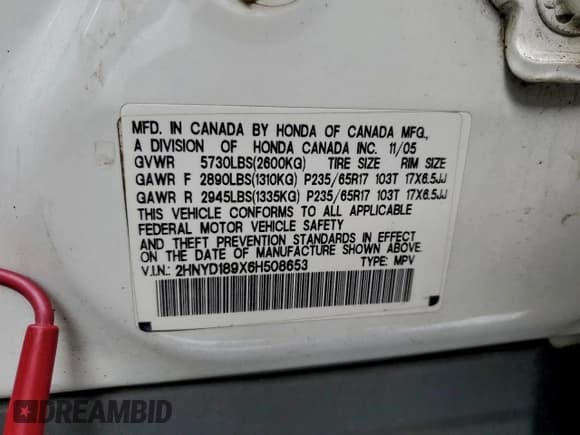 MFD. IN CANADA BY HONDA OF CANADA MFG.,
A DIVISION OF HONDA CANADA INC. 11/05
GVWR 5730LBS(2600KG) TIRE SIZE RIM SIZE
GAWR F 2890LBS(1310KG) P235/65R17 103T 17X6.5JJ
GAWR R 2945LBS(1335KG) P235/65R17 103T 17X6.5JJ
THIS VEHICLE CONFORMS TO ALL APPLICABLE
FEDERAL MOTOR VEHICLE SAFETY
AND THEFT PREVENTION STANDARDS IN EFFECT
ON THE DATE OF MANUFACTURE SHOWN ABOVE.
V.I.N.: 2HNYD189X6H508653 TYPE: MPV
DREAMBID